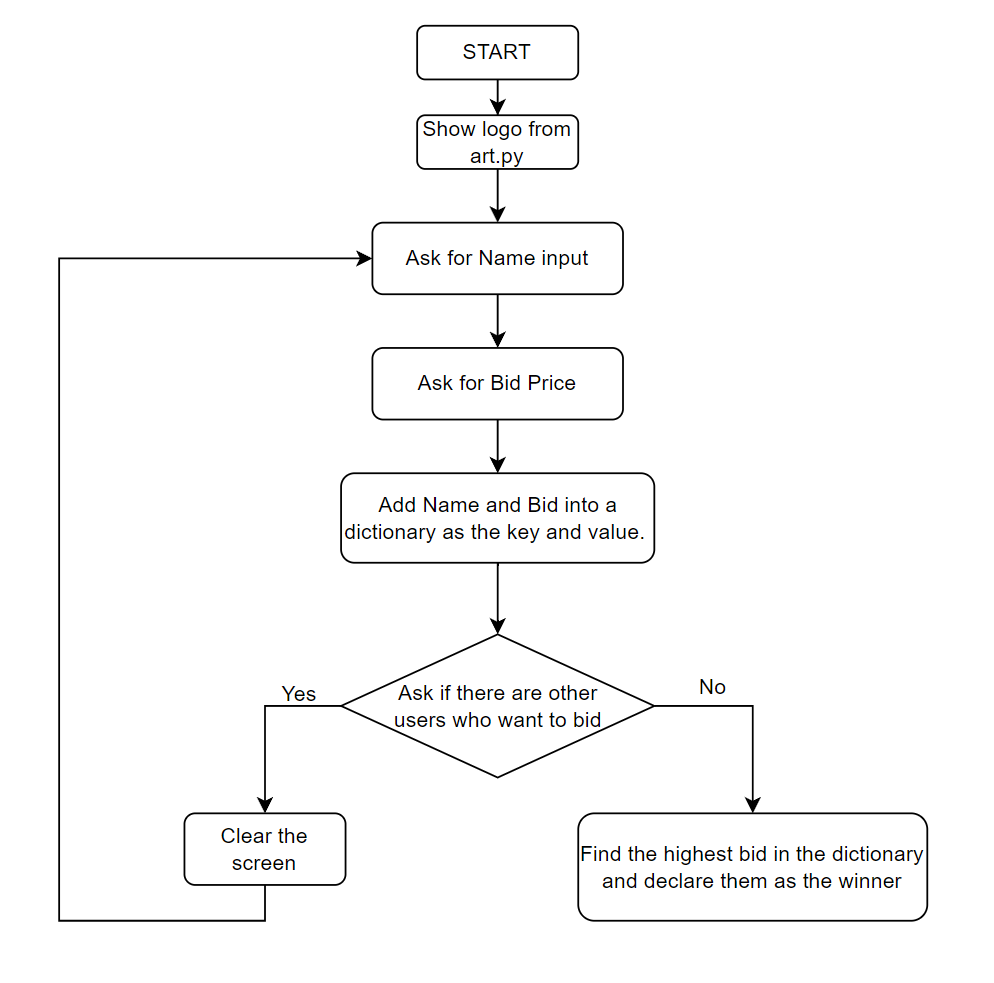 START
Show logo from
art.py
Ask for Name input
Ask for Bid Price
Add Name and Bid into a
dictionary as the key and value.
Ask if there are other
users who want to bid
Yes
No
Clear the
screen
Find the highest bid in the dictionary
and declare them as the winner